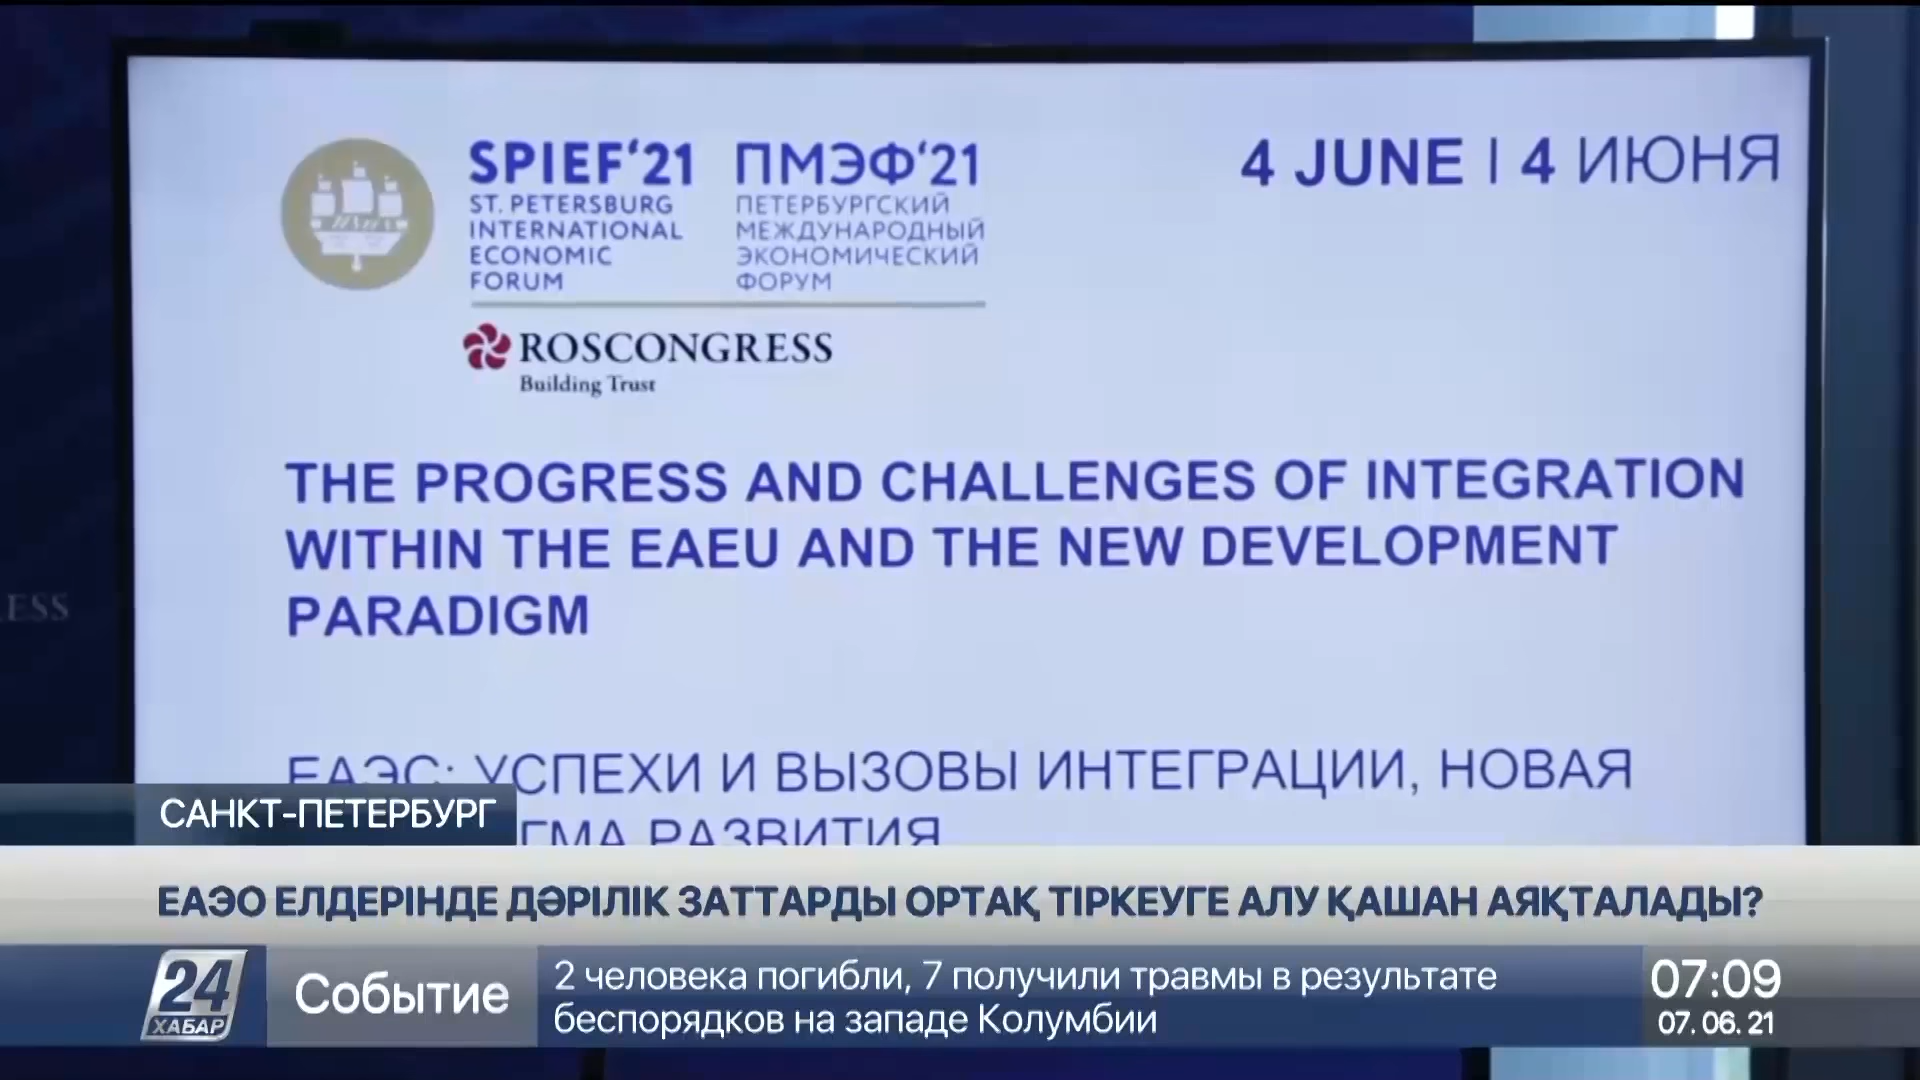 SPIEF‘21
ST. PETERSBURG
INTERNATIONAL
ECONOMIC
FORUM
ПМЭФ‘21
ПЕТЕРБУРГСКИЙ
МЕЖДУНАРОДНЫЙ
ЭКОНОМИЧЕСКИЙ
ФОРУМ
4 JUNE | 4 ИЮНЯ
ROSCONGRESS
Building Trust
THE PROGRESS AND CHALLENGES OF INTEGRATION
WITHIN THE EAEU AND THE NEW DEVELOPMENT
PARADIGM
ЕАЭС: УСПЕХИ И ВЫЗОВЫ ИНТЕГРАЦИИ, НОВАЯ
РАЗВИТИЯ
САНКТ-ПЕТЕРБУРГ
ЕАЭО ЕЛДЕРІНДЕ ДӘРІЛІК ЗАТТАРДЫ ОРТАҚ ТІРКЕУГЕ АЛУ ҚАШАН АЯҚТАЛАДЫ?
24
ХАБАР
Событие
2 человека погибли, 7 получили травмы в результате
беспорядков на западе Колумбии
07:09
07. 06. 21